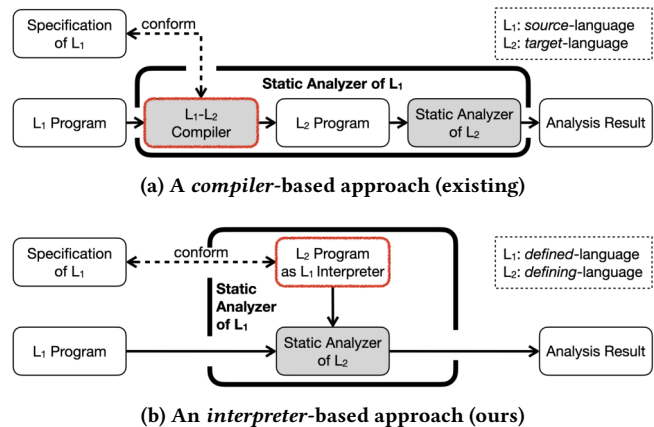 Specification
of L₁
conform
L₁: source-language
L₂: target-language
Static Analyzer of L₁
L₁ Program
L₁-L₂
Compiler
L₂ Program
Static Analyzer
of L₂
Analysis Result
(a) A compiler-based approach (existing)
Specification
of L₁
conform
L₂ Program
as L₁ Interpreter
L₁: defined-language
L₂: defining-language
Static
Analyzer
of L₁
L₁ Program
Static Analyzer
of L₂
Analysis Result
(b) An interpreter-based approach (ours)